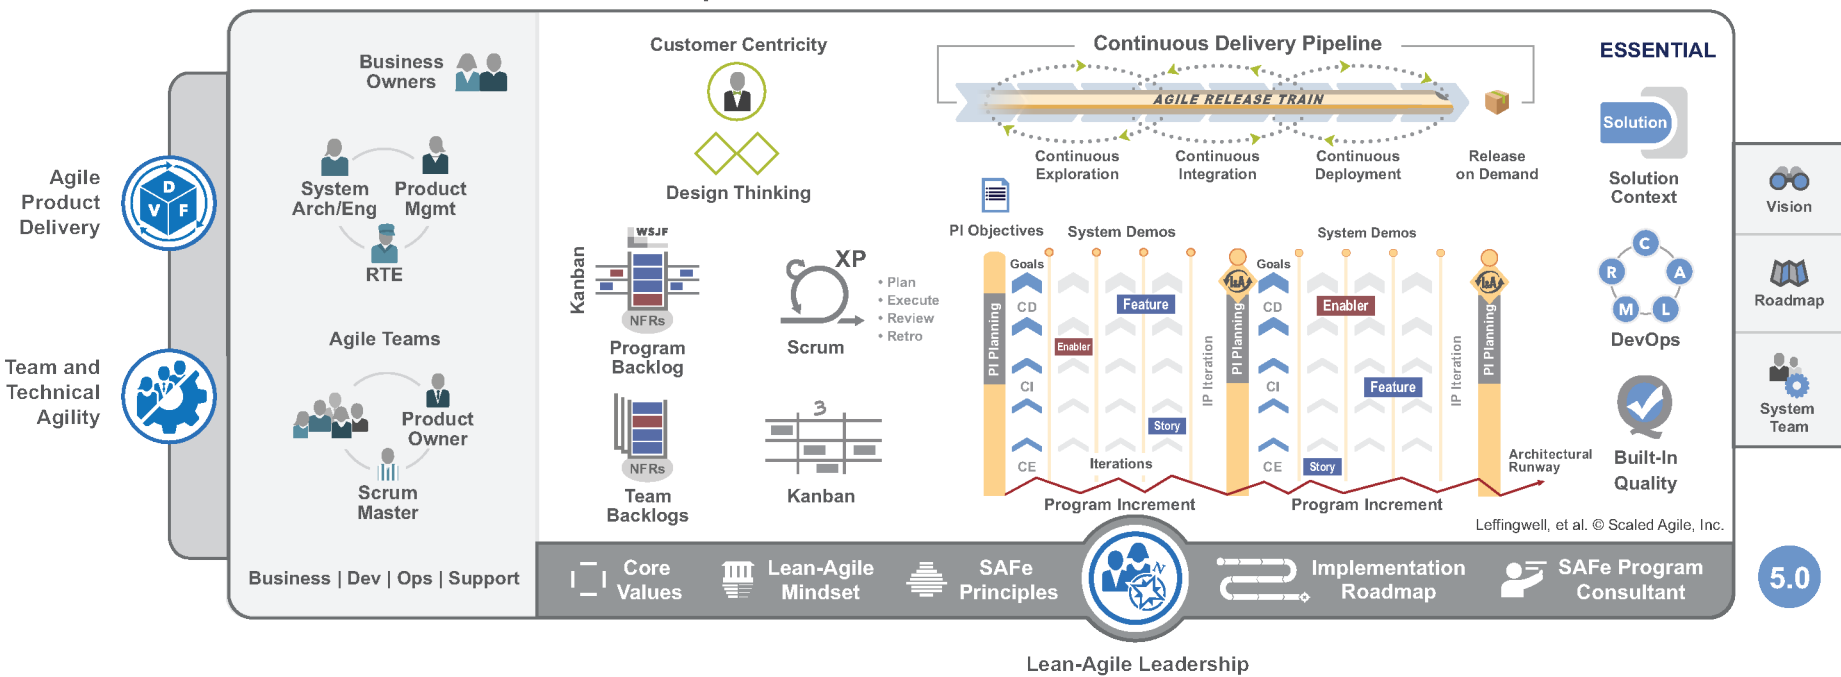 Agile
Product
Delivery
D
V
F
Team and
Technical
Agility
Business
Owners
System
Arch/Eng
Product
Mgmt
RTE
Agile Teams
Product
Owner
Scrum
Master
Business | Dev | Ops | Support
Customer Centricity
Design Thinking
Kanban
WSJF
NFRs
Program
Backlog
XP
• Plan
• Execute
• Review
• Retro
Scrum
NFRs
Team
Backlogs
3
Kanban
Continuous Delivery Pipeline
AGILE RELEASE TRAIN
Continuous
Exploration
Continuous
Integration
Continuous
Deployment
Release
on Demand
PI Objectives
System Demos
System Demos
PI Planning
Goals
CD
CI
CE
Enabler
Feature
Story
Iterations
IP Iteration
I&A
PI Planning
Goals
CD
CI
CE
Enabler
Feature
Story
IP Iteration
I&A
PI Planning
Architectural
Runway
Program Increment
Program Increment
ESSENTIAL
Solution
Solution
Context
C
A
L
M
R
DevOps
Built-In
Quality
Leffingwell, et al. © Scaled Agile, Inc.
Vision
Roadmap
System
Team
Core
Values
Lean-Agile
Mindset
SAFe
Principles
N
Implementation
Roadmap
SAFe Program
Consultant
5.0
Lean-Agile Leadership